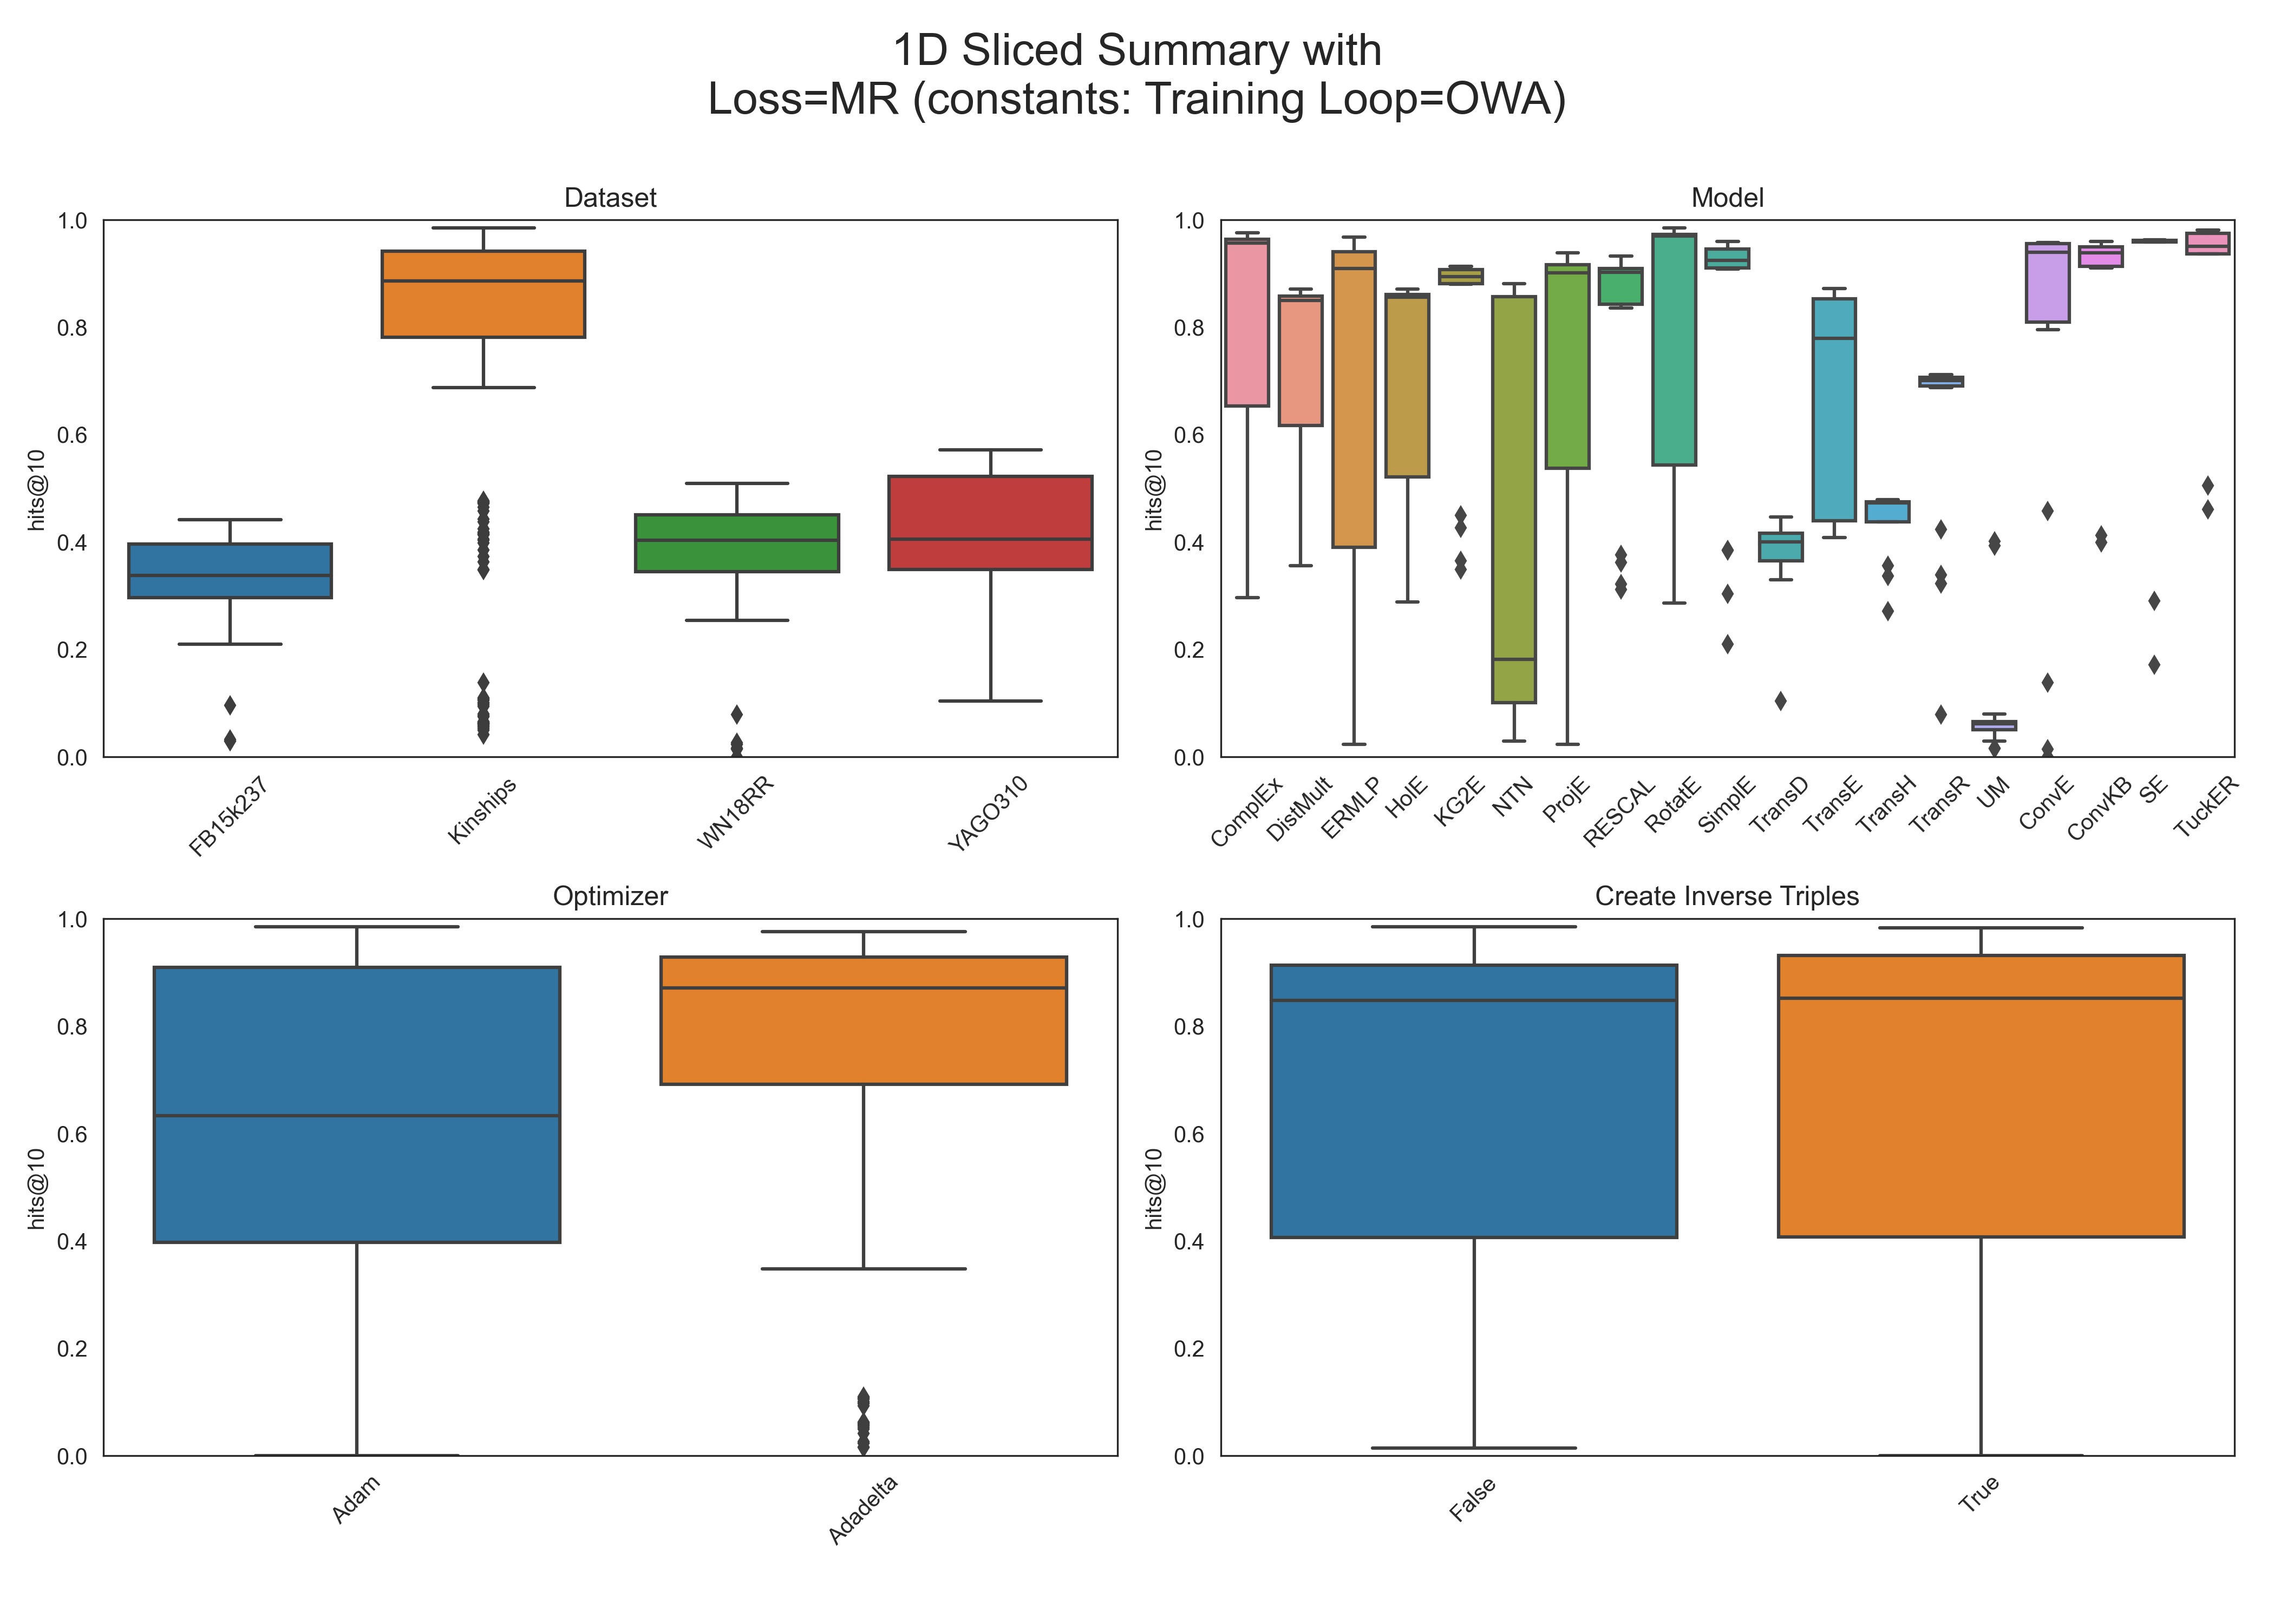 1D Sliced Summary with
Loss=MR (constants: Training Loop=OWA)
Dataset
1.0
0.8
0.6
0.4
0.2
0.0
hits@10
FB15k237
Kinships
WN18RR
YAGO310
Model
1.0
0.8
0.6
0.4
0.2
0.0
hits@10
ComplEx
DistMult
ERMLP
HolE
KG2E
NTN
ProjE
RESCAL
RotatE
SimplE
TransD
TransE
TransH
TransR
UM
ConvE
ConvKB
SE
TuckER
Optimizer
1.0
0.8
0.6
0.4
0.2
0.0
hits@10
Adam
Adadelta
Create Inverse Triples
1.0
0.8
0.6
0.4
0.2
0.0
hits@10
False
True